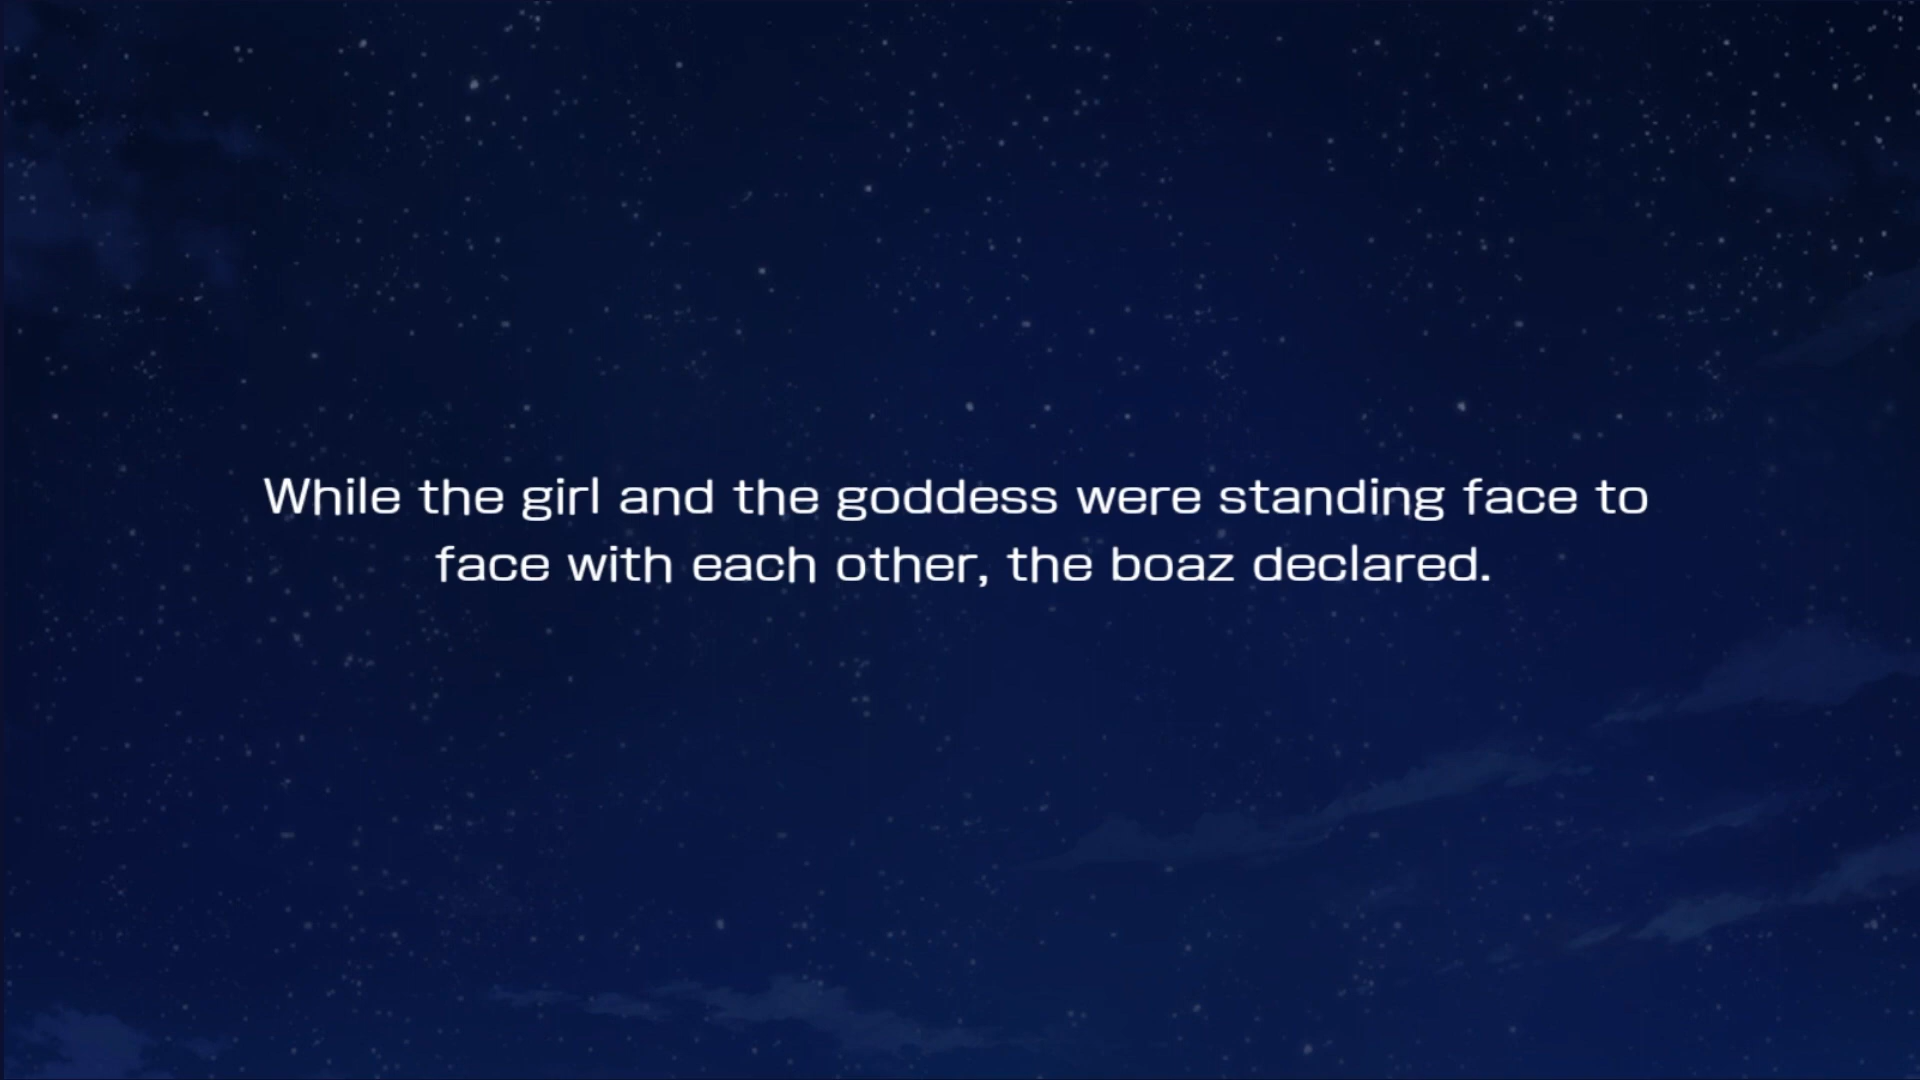 While the girl and the goddess were standing face to
face with each other, the boaz declared.